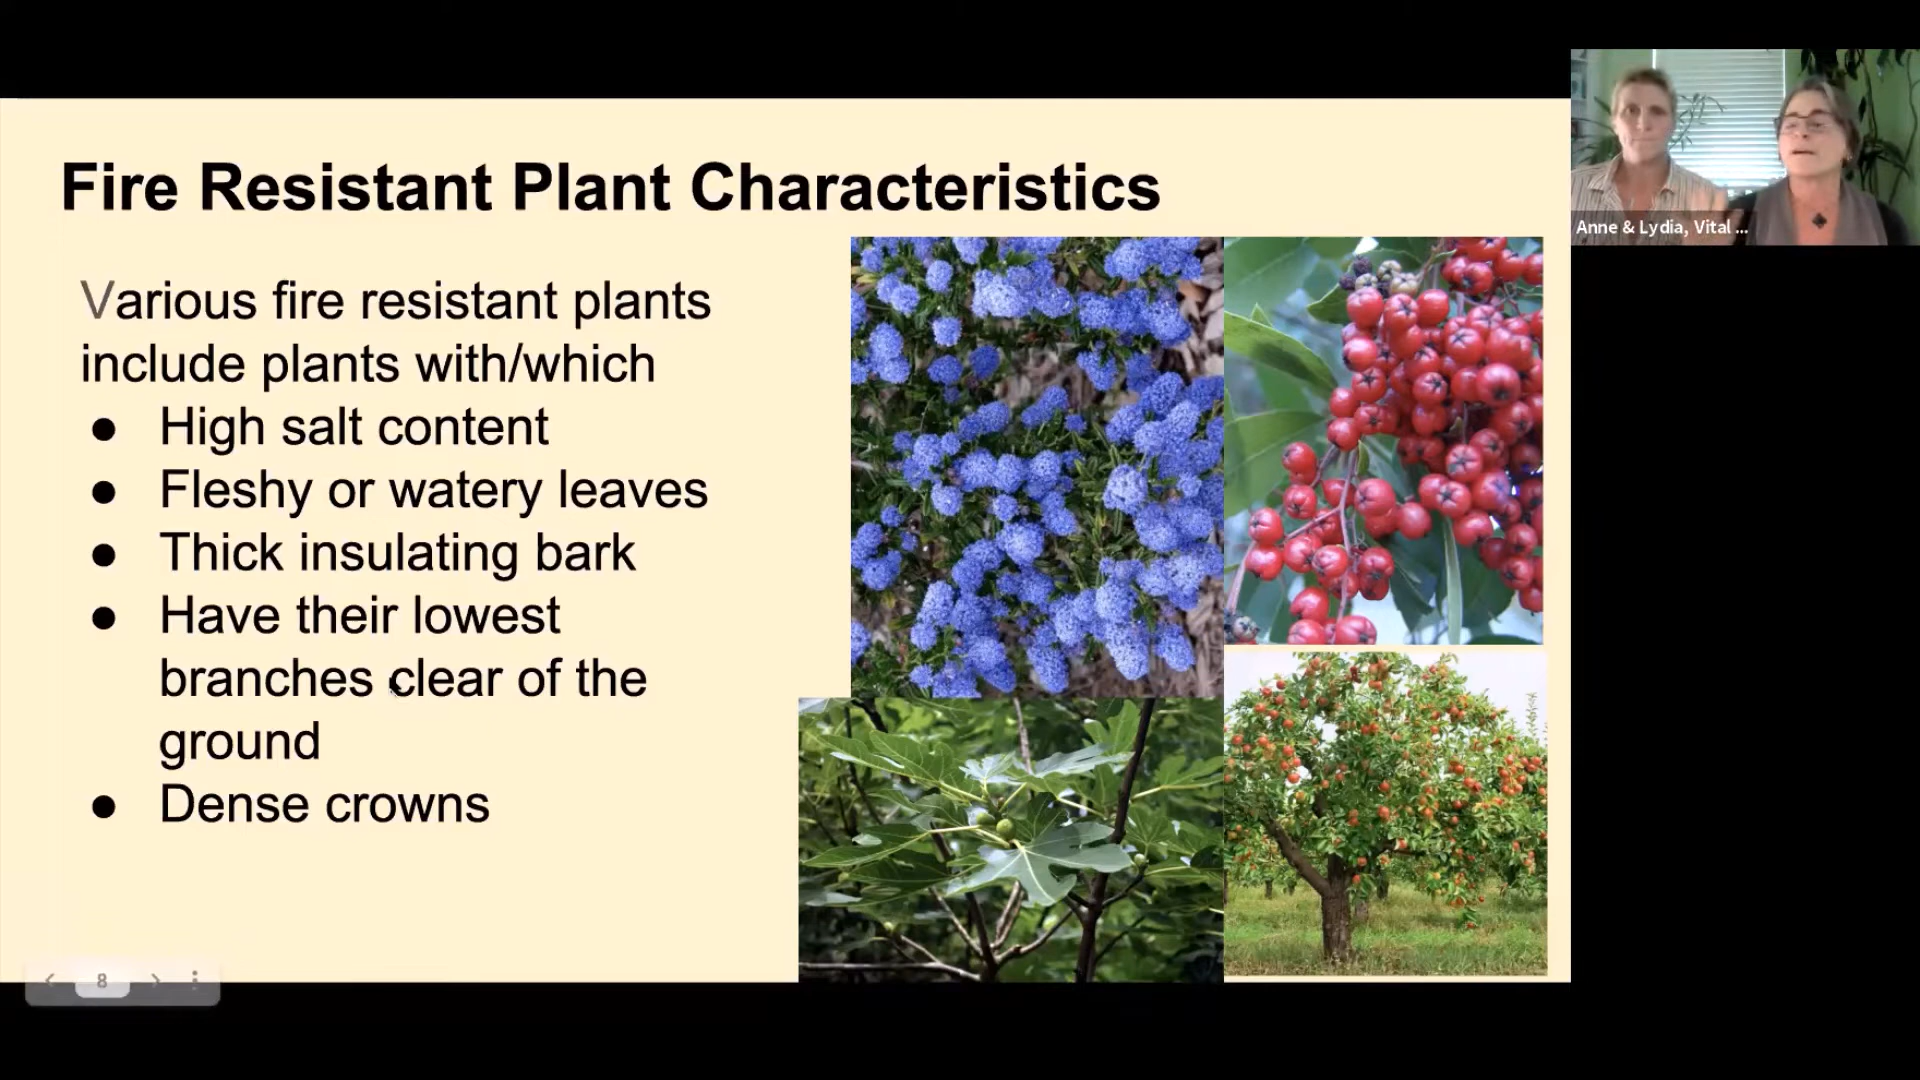 Fire Resistant Plant Characteristics
Anne & Lydia, Vital ...
Various fire resistant plants
include plants with/which
● High salt content
● Fleshy or watery leaves
● Thick insulating bark
● Have their lowest
branches clear of the
ground
● Dense crowns
8